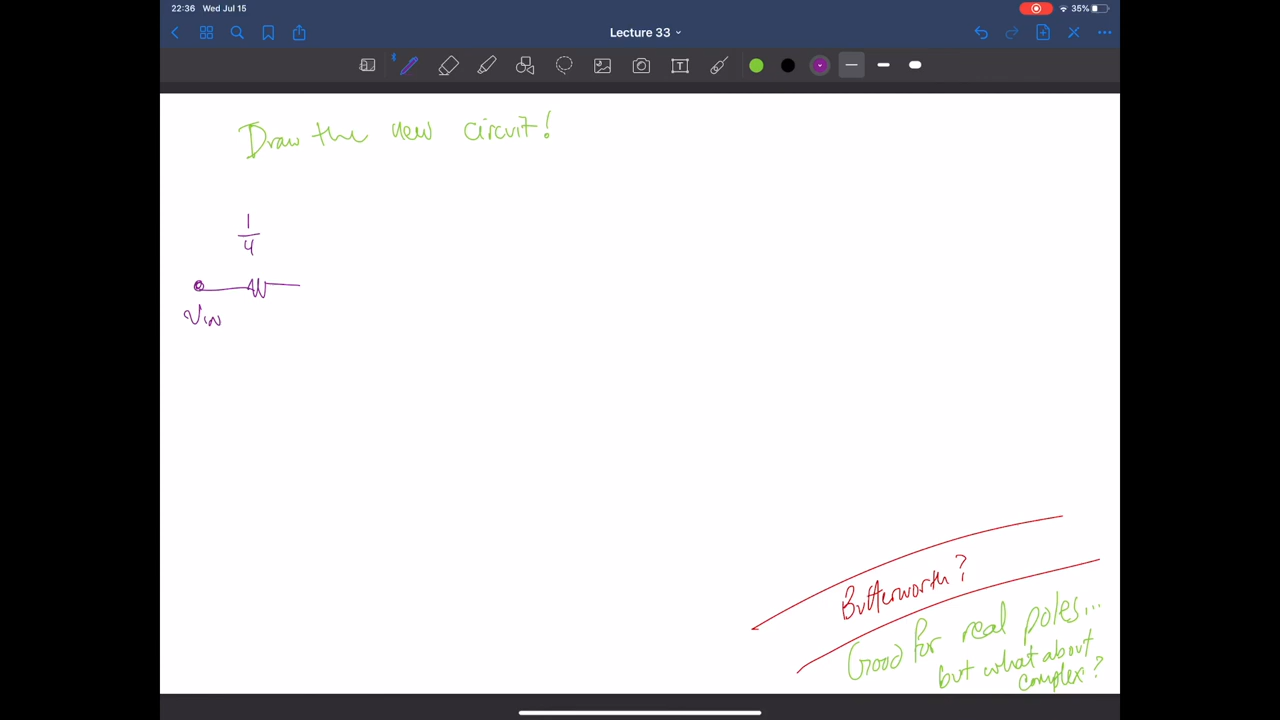 22:36 Wed Jul 15
35%
Lecture 33
T
Draw the new circuit!
1
4
Vin
Butterworth?
Good for real poles...
but what about
complex?